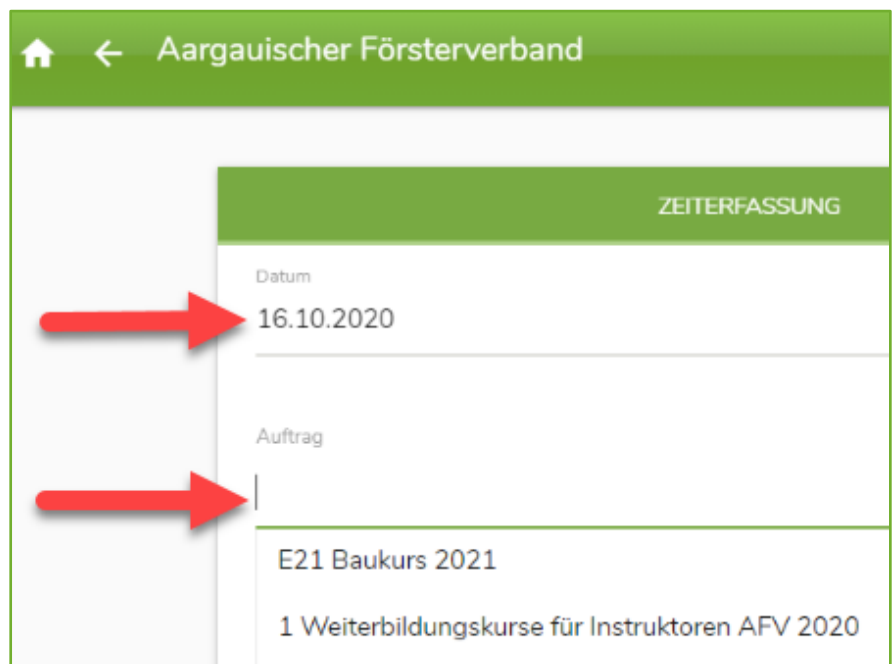 Aargauischer Försterverband
ZEITERFASSUNG
Datum
16.10.2020
Auftrag
E21 Baukurs 2021
1 Weiterbildungskurse für Instruktoren AFV 2020